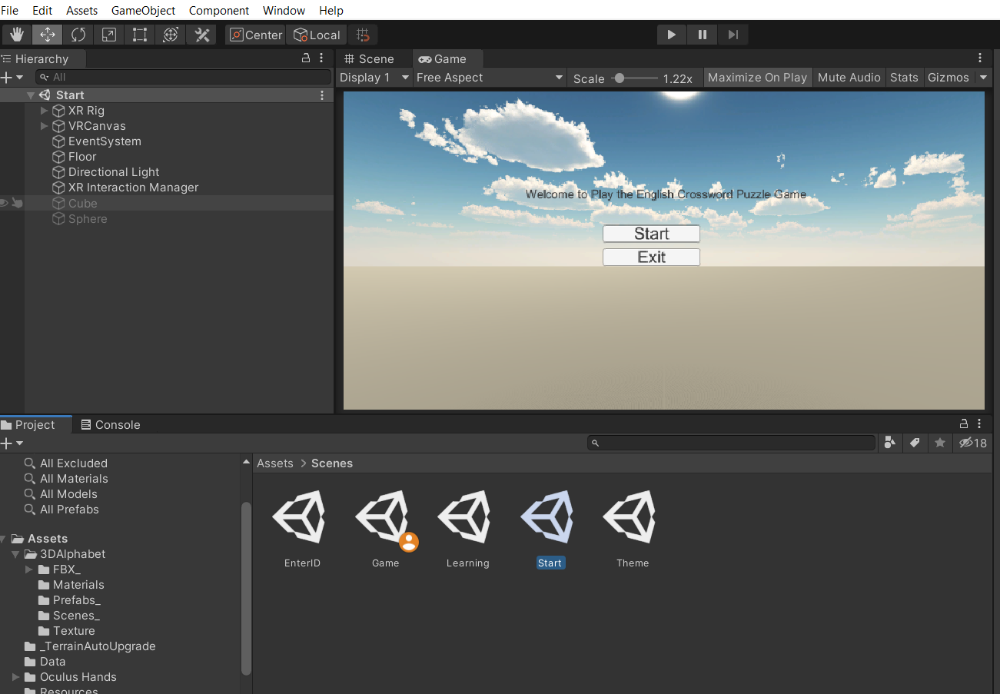 File Edit Assets GameObject Component Window Help
Center Local
Hierarchy
All
Start
XR Rig
VRCanvas
EventSystem
Floor
Directional Light
XR Interaction Manager
Cube
Sphere
Scene Game
Display 1 Free Aspect Scale 1.22x Maximize On Play Mute Audio Stats Gizmos
Welcome to Play the English Crossword Puzzle Game
Start
Exit
Project Console
18
All Excluded
All Materials
All Models
All Prefabs
Assets
3DAlphabet
FBX_
Materials
Prefabs_
Scenes_
Texture
_TerrainAutoUpgrade
Data
Oculus Hands
Resources
Assets > Scenes
EnterID Game Learning Start Theme